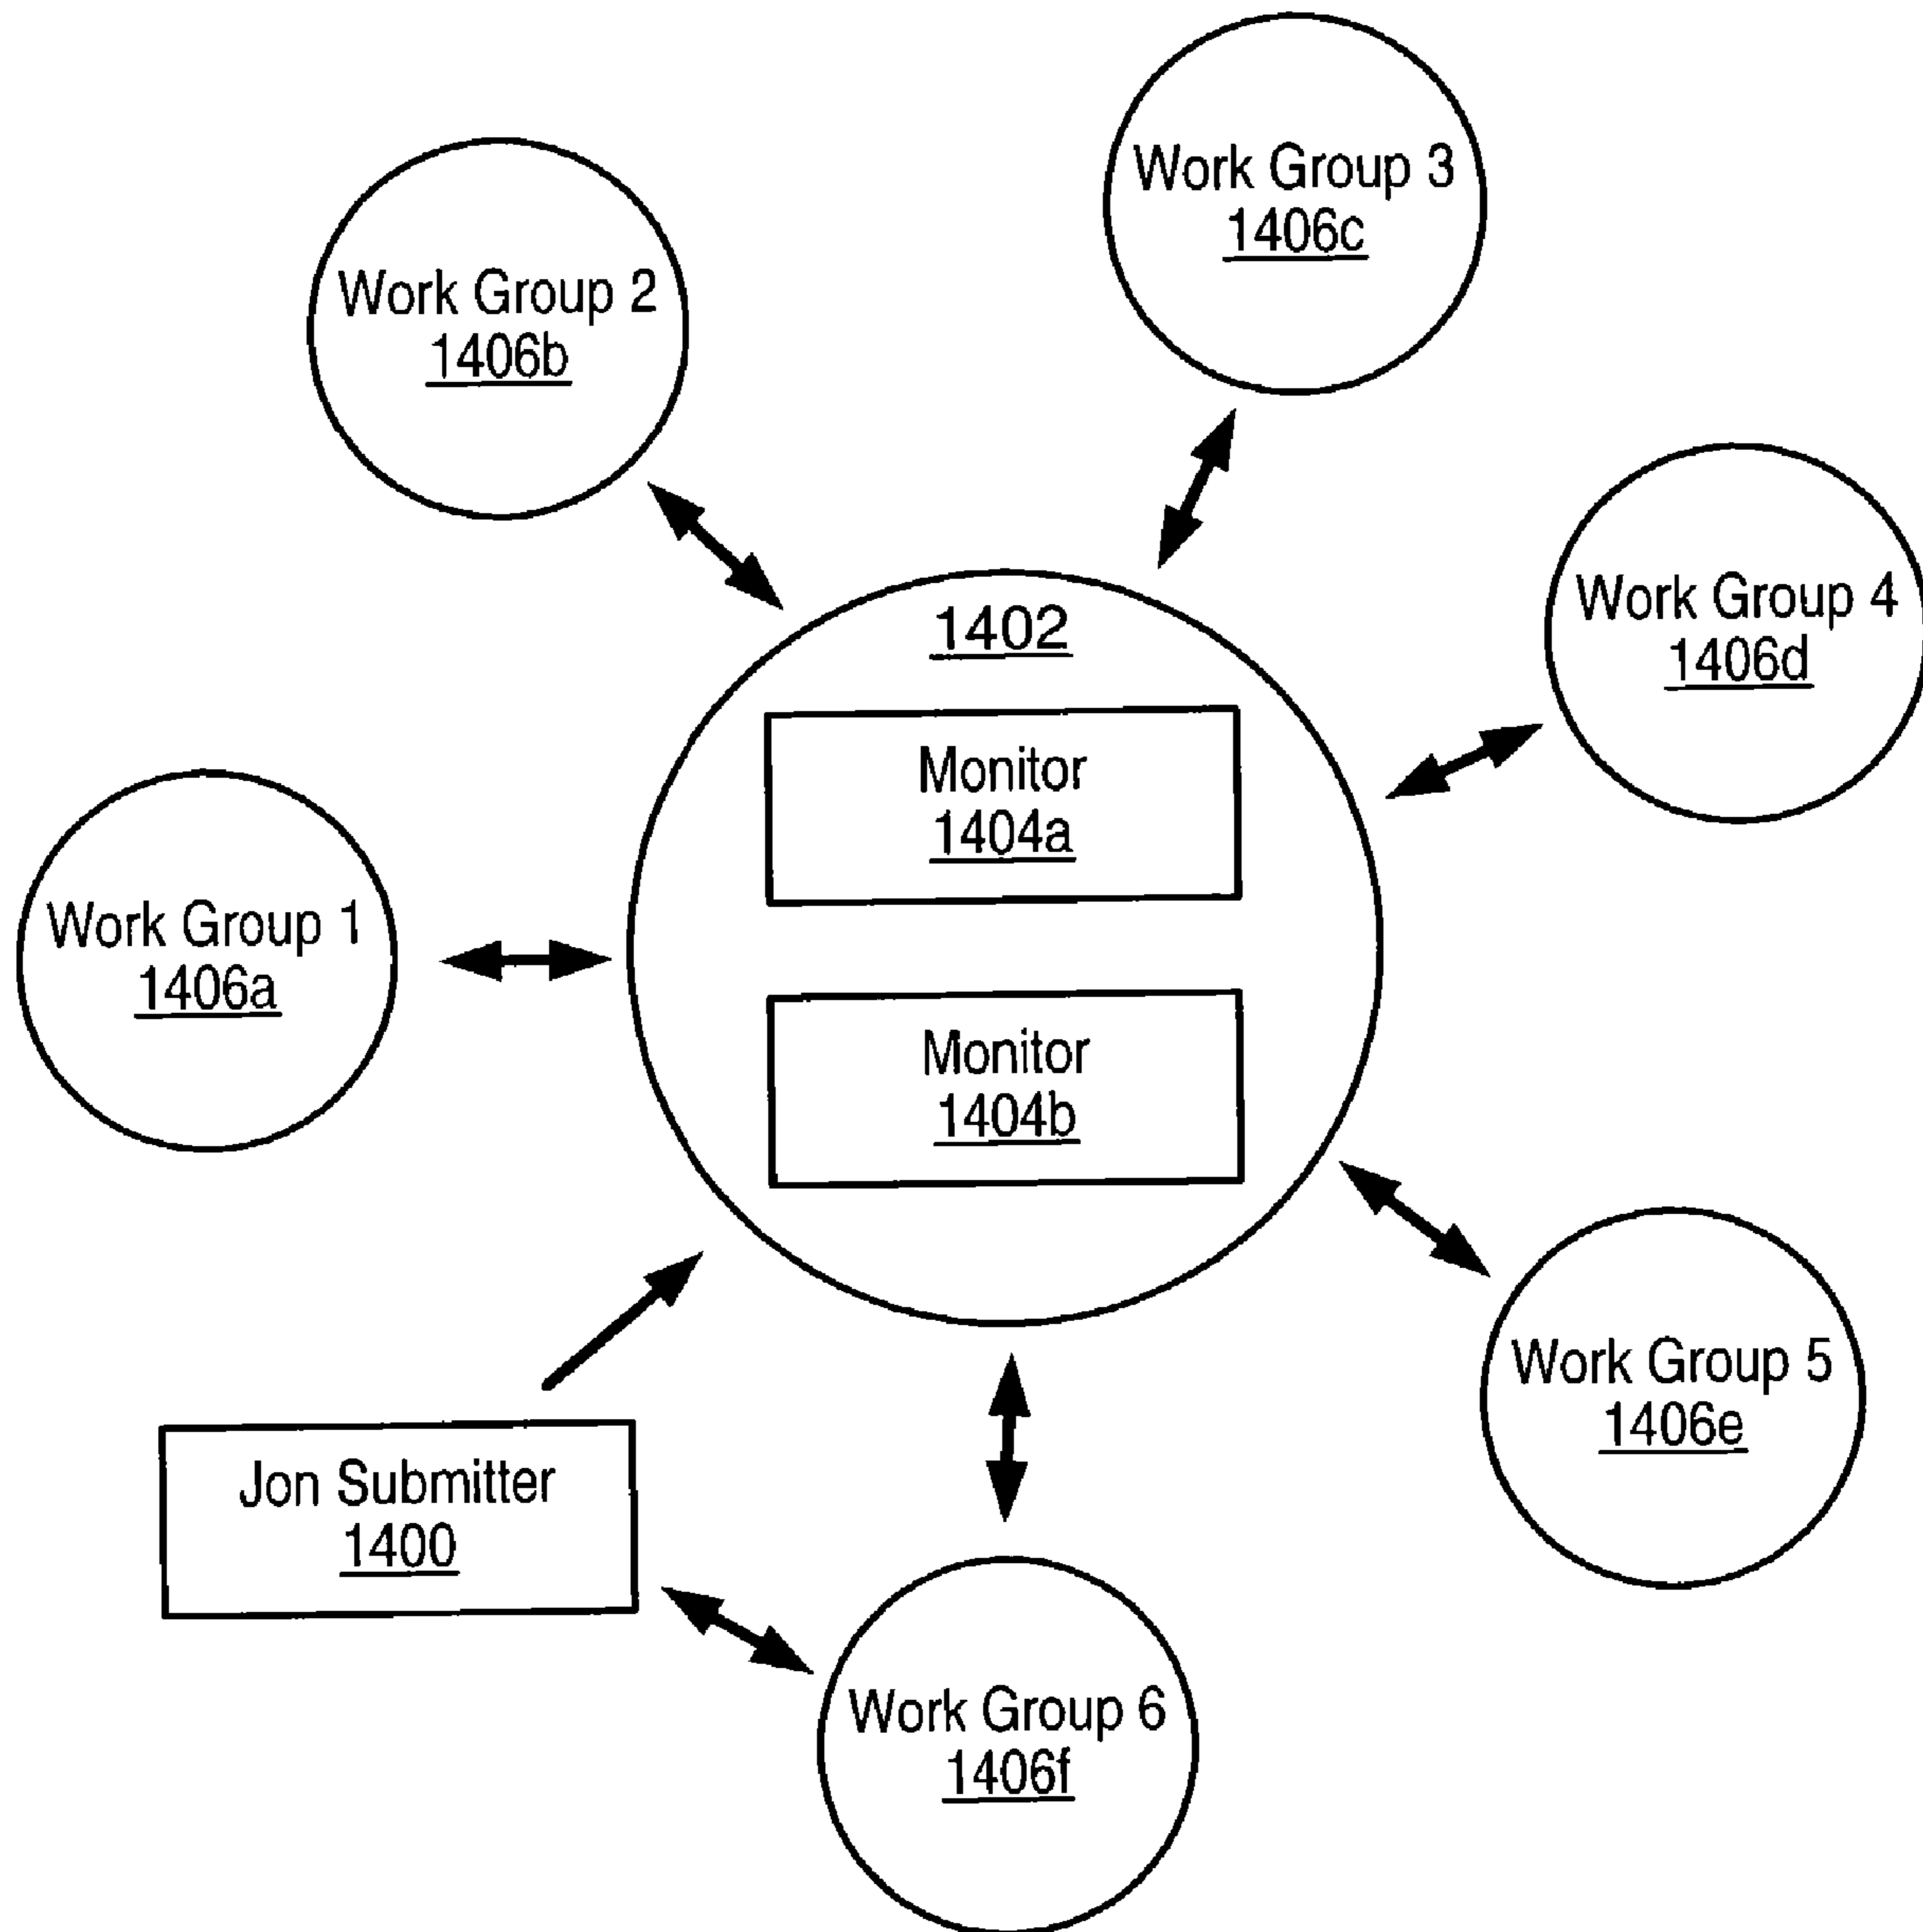 Work Group 3
1406c
Work Group 2
1406b
Work Group 4
1406d
1402
Monitor
1404a
Work Group 1
1406a
Monitor
1404b
Work Group 5
1406e
Jon Submitter
1400
Work Group 6
1406f